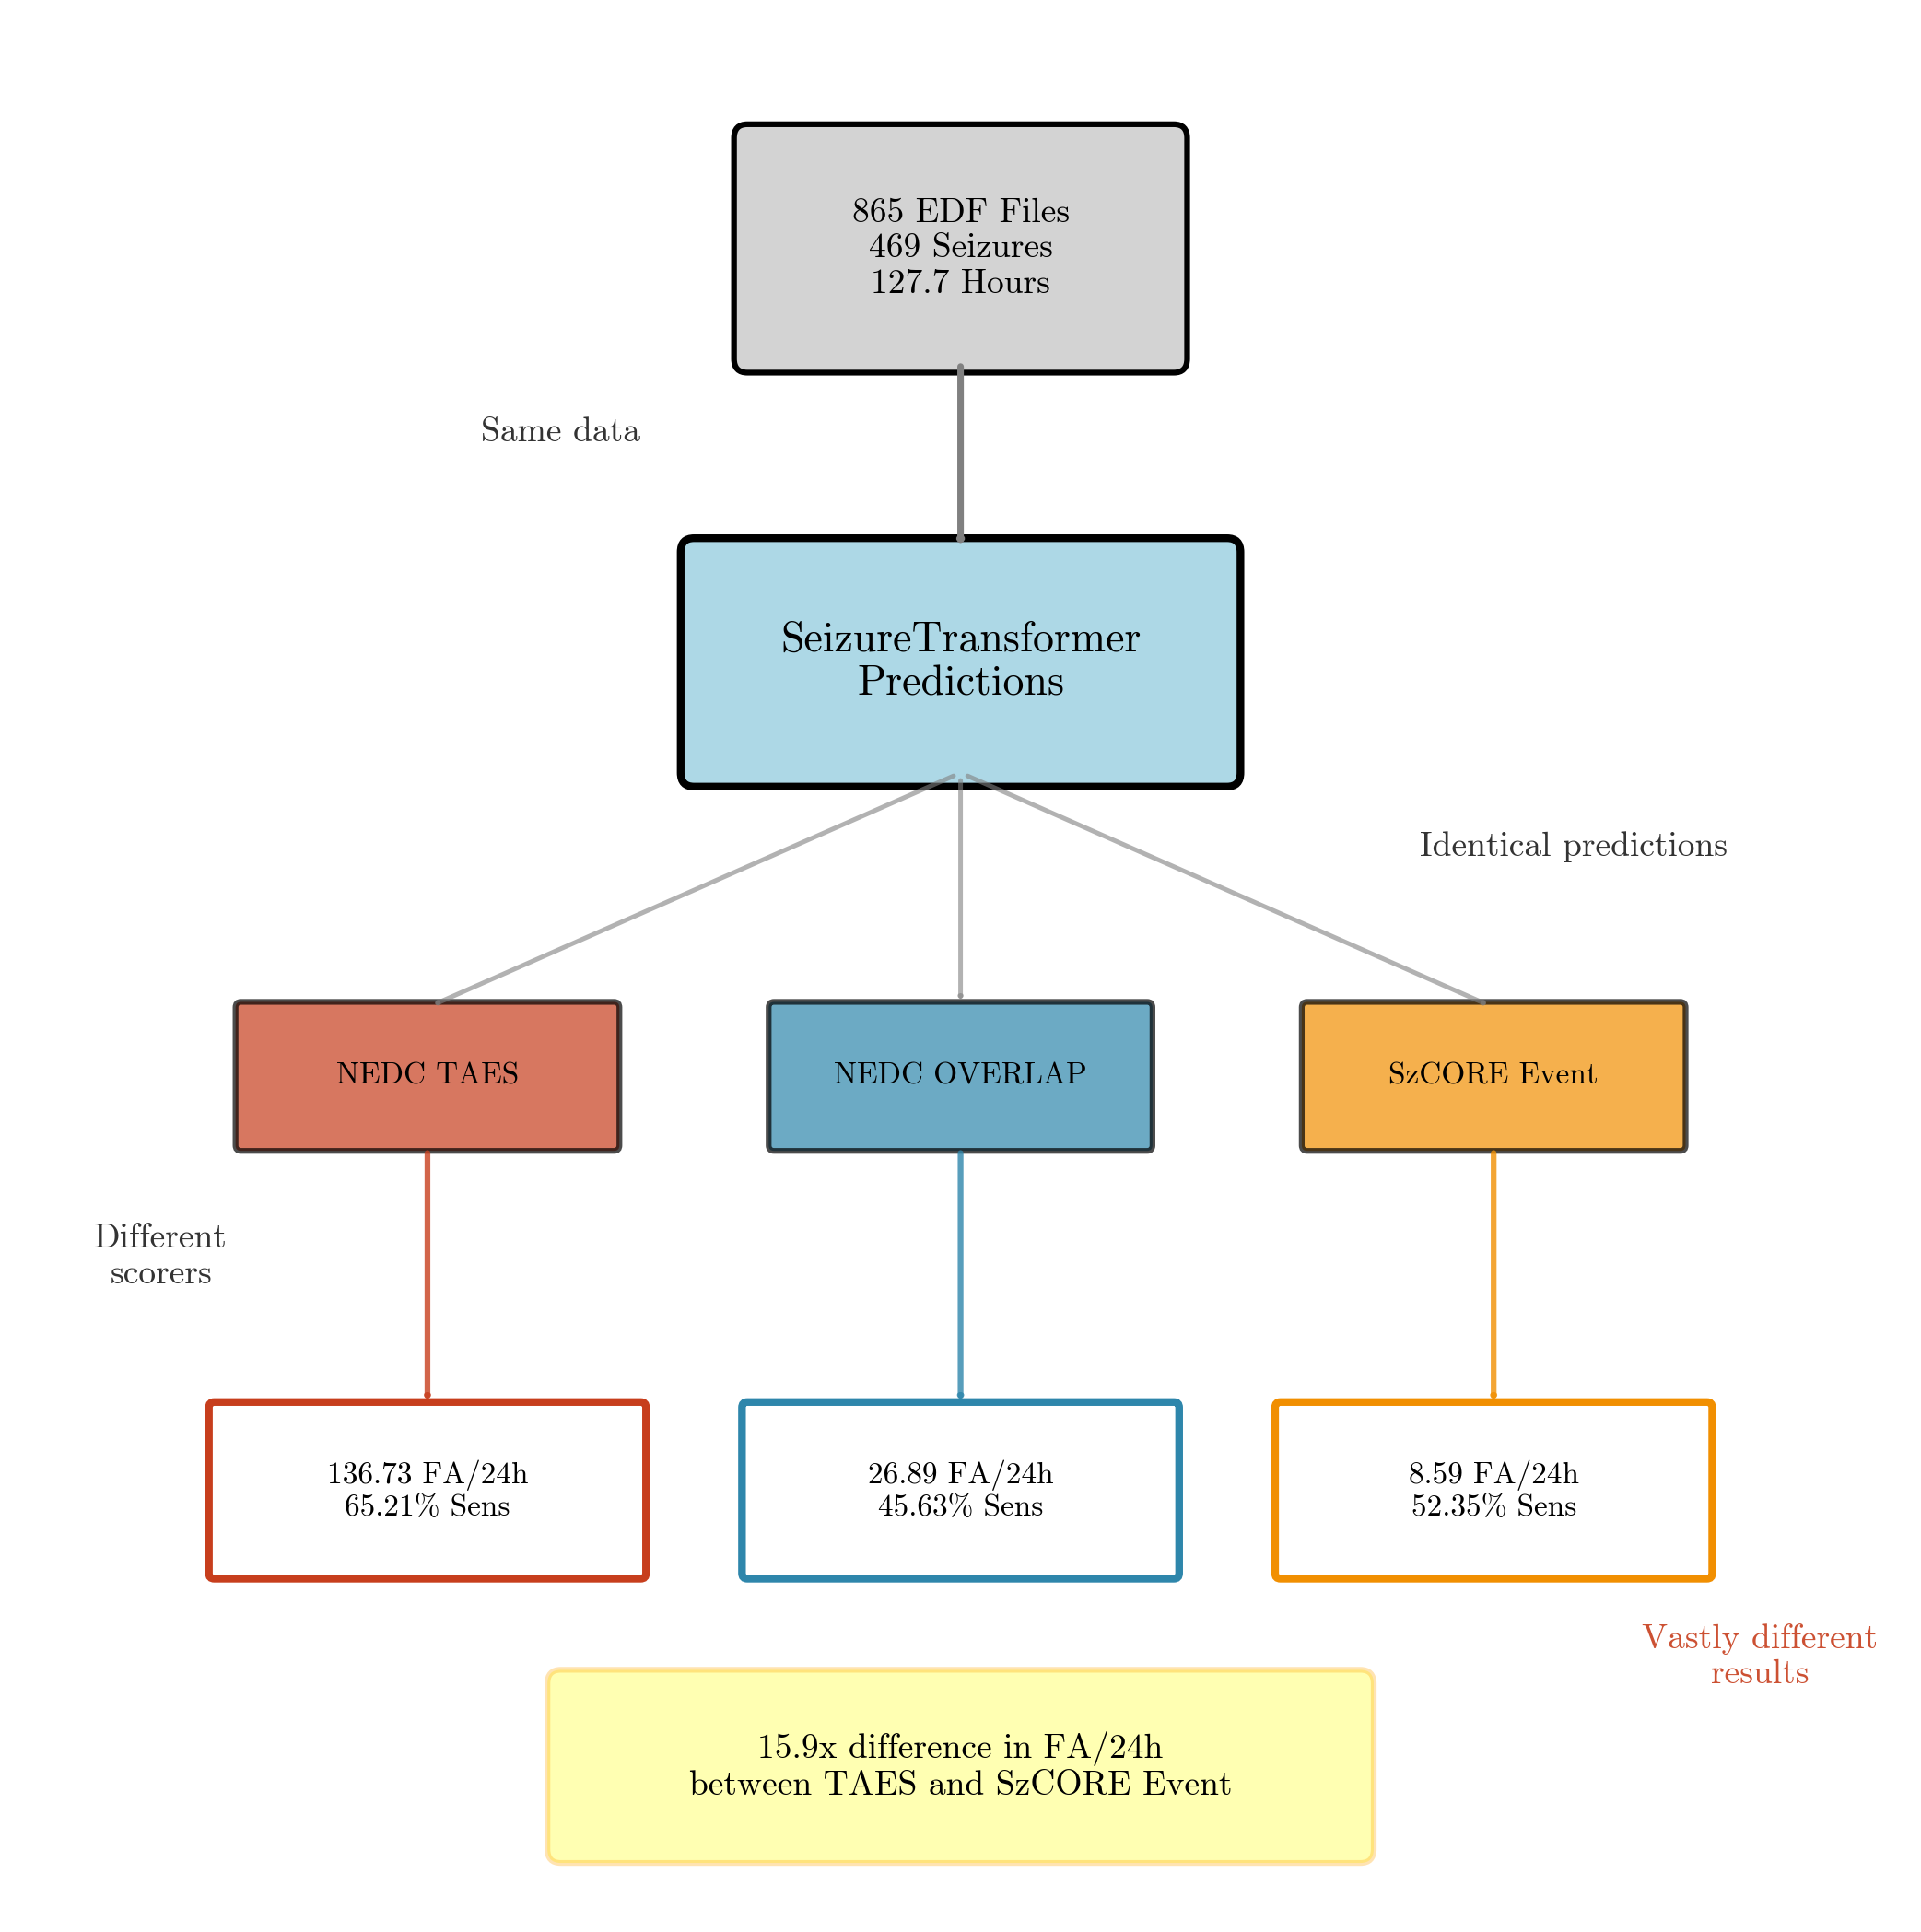 865 EDF Files
469 Seizures
127.7 Hours
Same data
SeizureTransformer
Predictions
Identical predictions
NEDC TAES
NEDC OVERLAP
SzCORE Event
Different
scorers
136.73 FA/24h
65.21% Sens
26.89 FA/24h
45.63% Sens
8.59 FA/24h
52.35% Sens
Vastly different
results
15.9x difference in FA/24h
between TAES and SzCORE Event